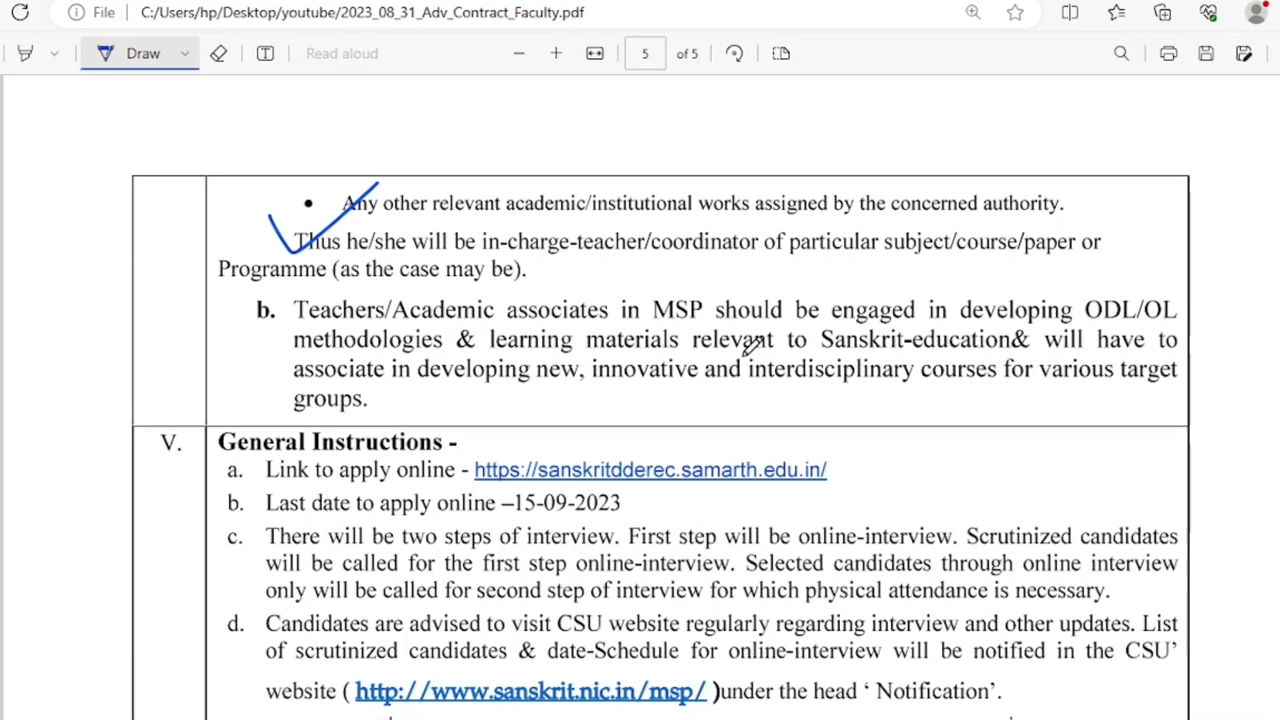 File C:/Users/hp/Desktop/youtube/2023_08_31_Adv_Contract_Faculty.pdf
Draw Read aloud 5 of 5
• Any other relevant academic/institutional works assigned by the concerned authority.
Thus he/she will be in-charge-teacher/coordinator of particular subject/course/paper or
Programme (as the case may be).
b. Teachers/Academic associates in MSP should be engaged in developing ODL/OL
methodologies & learning materials relevant to Sanskrit-education& will have to
associate in developing new, innovative and interdisciplinary courses for various target
groups.
V. General Instructions -
a. Link to apply online - https://sanskritdderec.samarth.edu.in/
b. Last date to apply online –15-09-2023
c. There will be two steps of interview. First step will be online-interview. Scrutinized candidates
will be called for the first step online-interview. Selected candidates through online interview
only will be called for second step of interview for which physical attendance is necessary.
d. Candidates are advised to visit CSU website regularly regarding interview and other updates. List
of scrutinized candidates & date-Schedule for online-interview will be notified in the CSU’
website ( http://www.sanskrit.nic.in/msp/ )under the head ‘ Notification’.